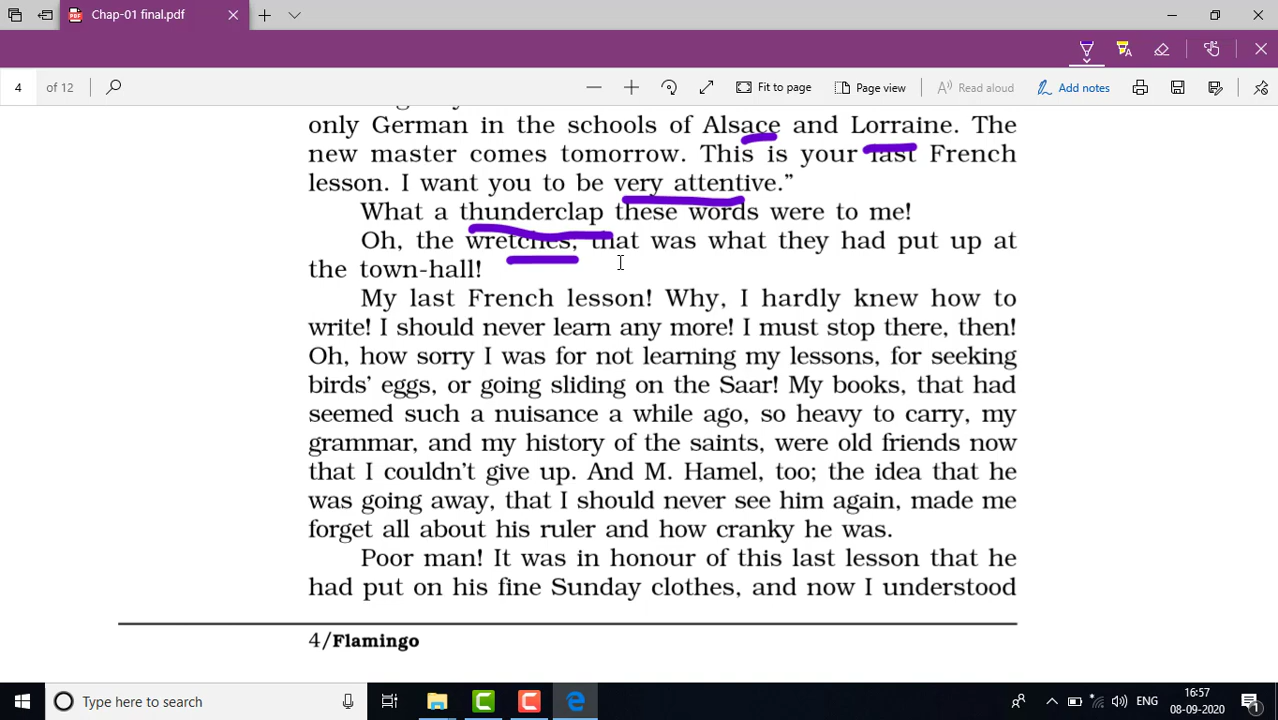 Chap-01 final.pdf
4 of 12
Fit to page
Page view
Read aloud
Add notes
only German in the schools of Alsace and Lorraine. The
new master comes tomorrow. This is your last French
lesson. I want you to be very attentive.”
What a thunderclap these words were to me!
Oh, the wretches; that was what they had put up at
the town-hall!
My last French lesson! Why, I hardly knew how to
write! I should never learn any more! I must stop there, then!
Oh, how sorry I was for not learning my lessons, for seeking
birds’ eggs, or going sliding on the Saar! My books, that had
seemed such a nuisance a while ago, so heavy to carry, my
grammar, and my history of the saints, were old friends now
that I couldn’t give up. And M. Hamel, too; the idea that he
was going away, that I should never see him again, made me
forget all about his ruler and how cranky he was.
Poor man! It was in honour of this last lesson that he
had put on his fine Sunday clothes, and now I understood
4/Flamingo
Type here to search
ENG
16:57
08-09-2020